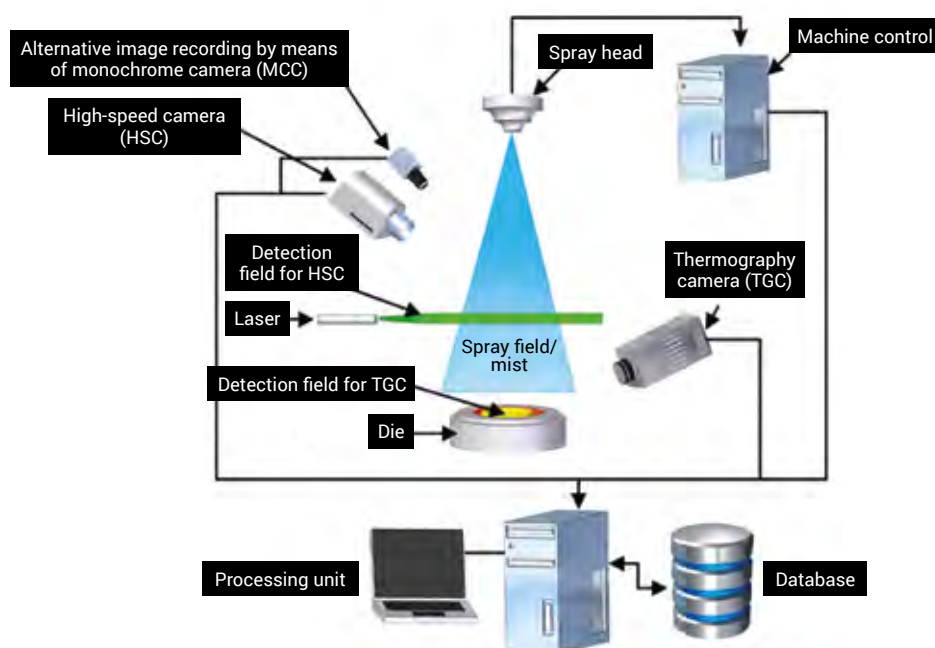 Alternative image recording by means
of monochrome camera (MCC)
Spray head
Machine control
High-speed camera
(HSC)
Detection
field for HSC
Thermography
camera (TGC)
Laser
Spray field/
mist
Detection field for TGC
Die
Processing unit
Database